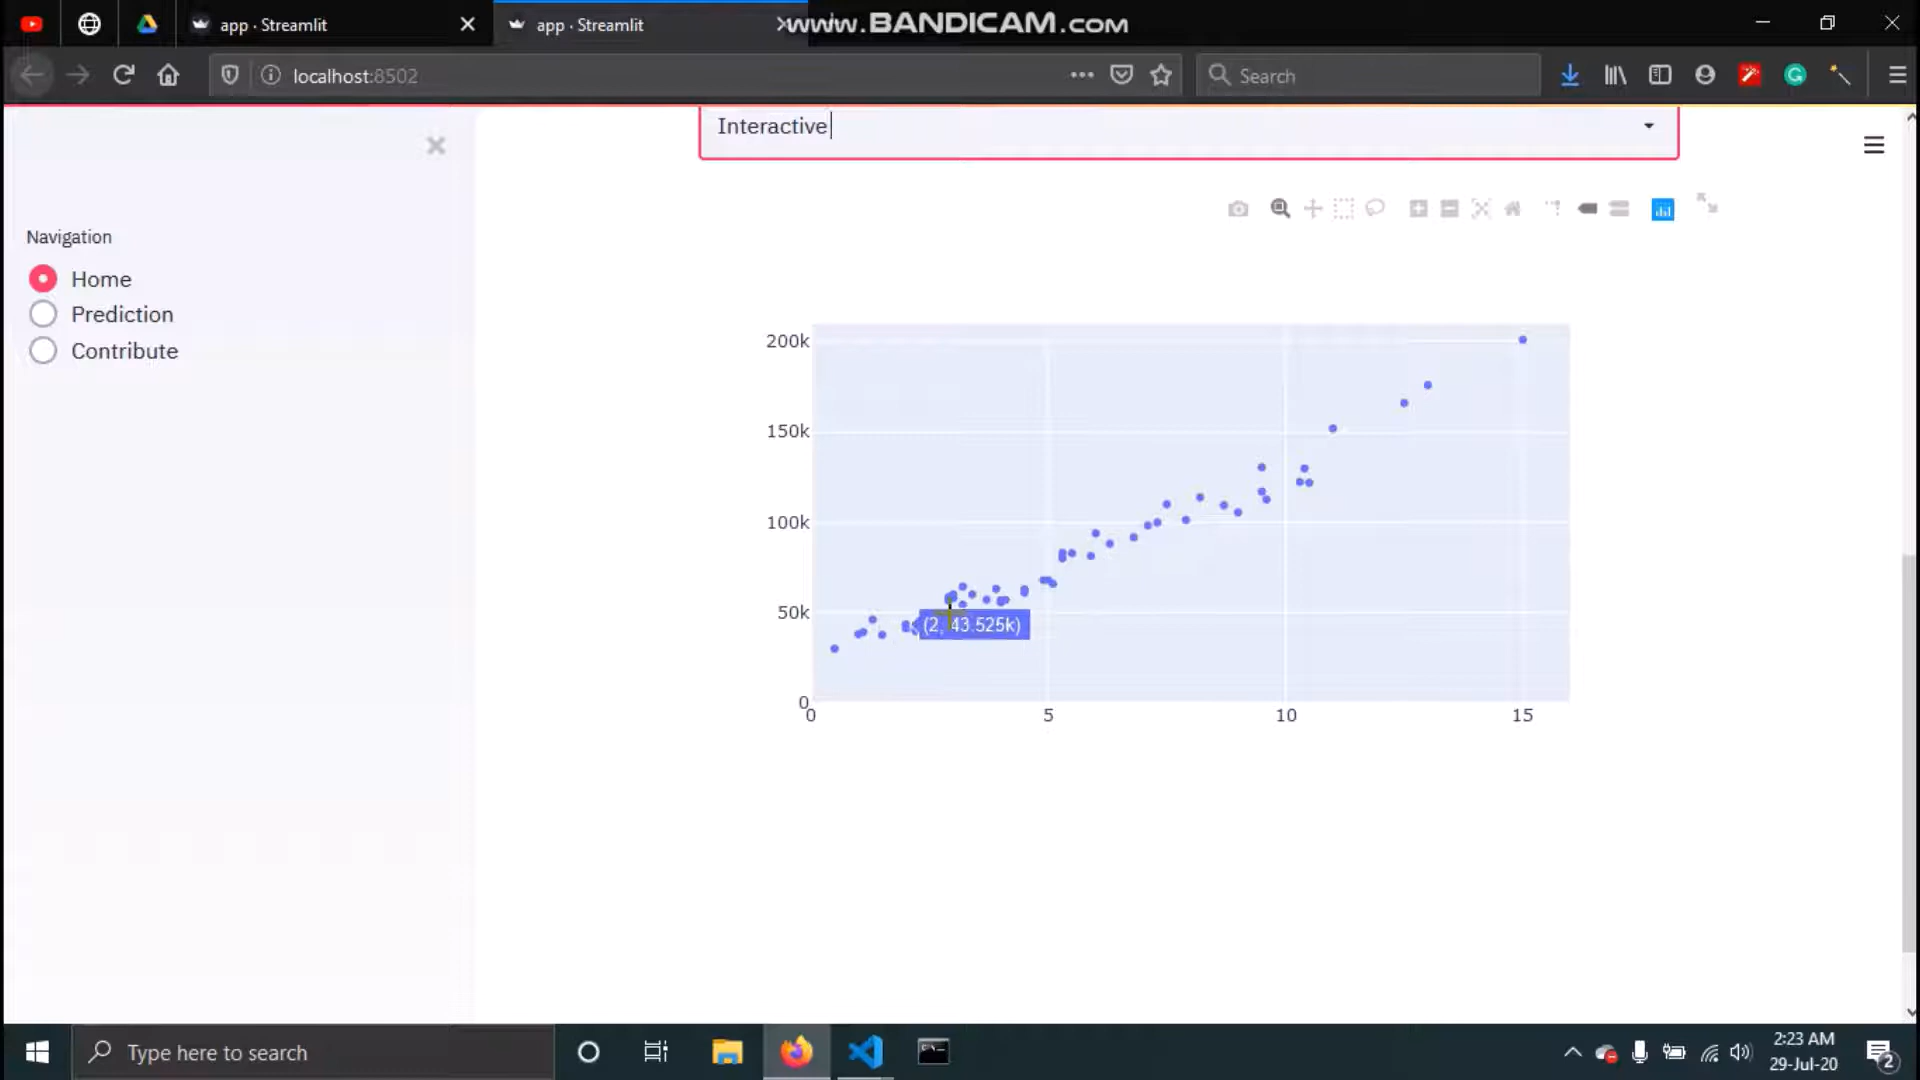 app · Streamlit
app · Streamlit
www.BANDICAM.com
localhost:8502
Search
Interactive
Navigation
Home
Prediction
Contribute
200k
150k
100k
50k
0
(2, 43.525k)
0
5
10
15
Type here to search
2:23 AM
29-Jul-20
2